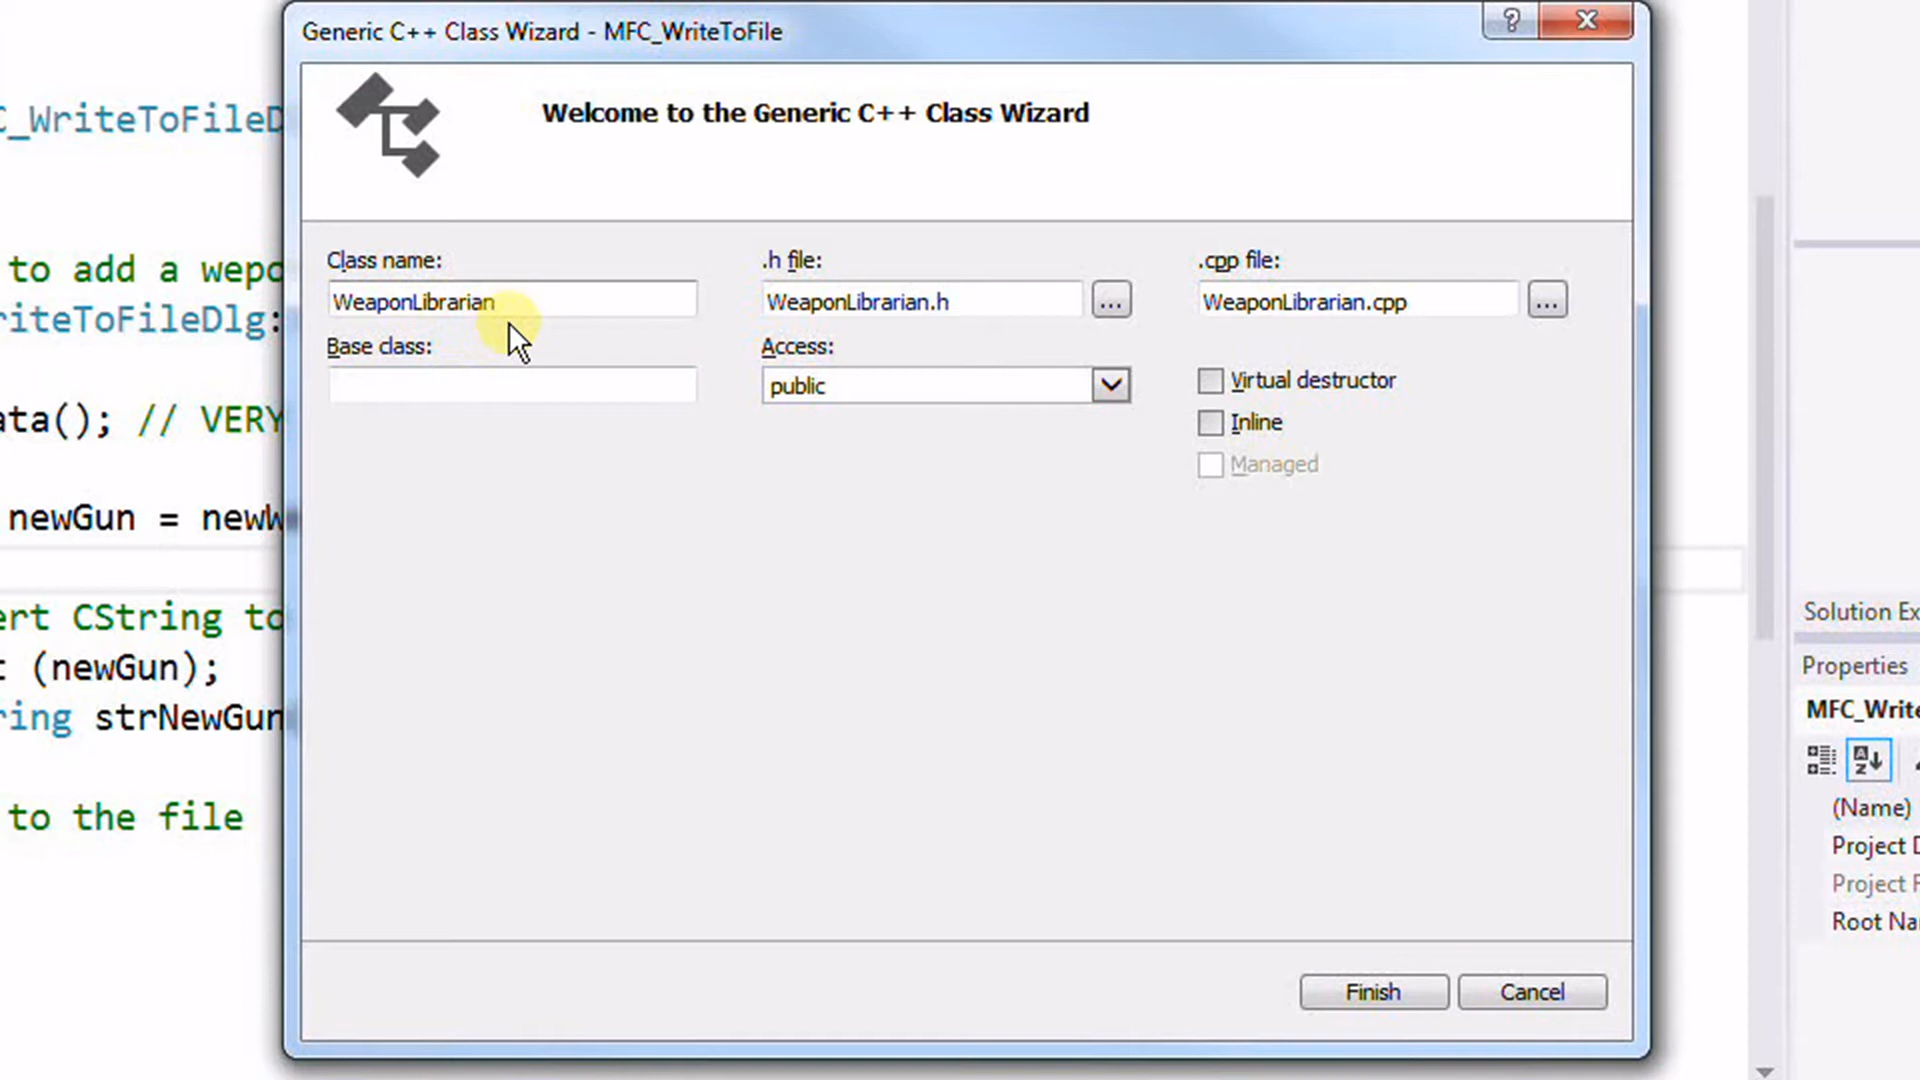 Generic C++ Class Wizard - MFC_WriteToFile
Welcome to the Generic C++ Class Wizard
Class name:
.h file:
.cpp file:
WeaponLibrarian
WeaponLibrarian.h
...
WeaponLibrarian.cpp
...
Base class:
Access:
public
Virtual destructor
Inline
Managed
Finish
Cancel
C_WriteToFileD
to add a wepo
riteToFileDlg:
ata(); // VERY
newGun = newW
ert CString to
t (newGun);
ring strNewGun
to the file
Solution Ex
Properties
MFC_Write
(Name)
Project D
Project F
Root Na